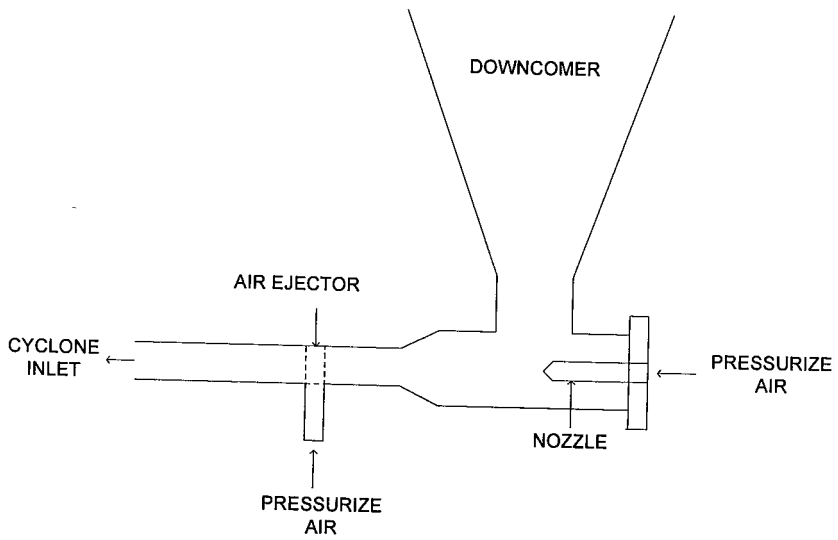 DOWNCOMER
AIR EJECTOR
CYCLONE
INLET
PRESSURIZE
AIR
NOZZLE
PRESSURIZE
AIR